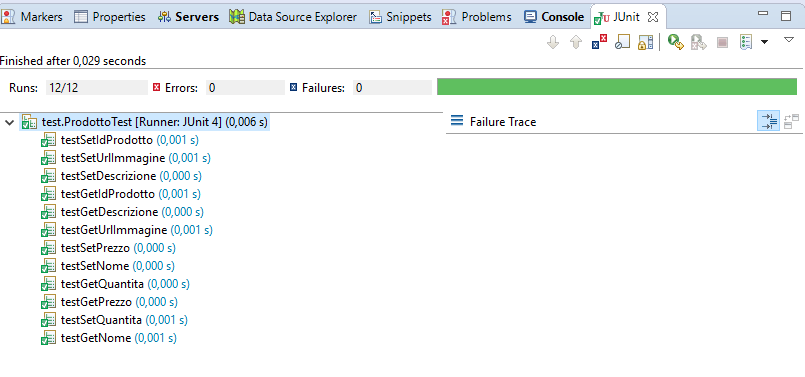 Markers Properties Servers Data Source Explorer Snippets Problems Console JUnit
Finished after 0,029 seconds
Runs: 12/12 Errors: 0 Failures: 0
test.ProdottoTest [Runner: JUnit 4] (0,006 s) Failure Trace
testSetIdProdotto (0,001 s)
testSetUrlImmagine (0,001 s)
testSetDescrizione (0,000 s)
testGetIdProdotto (0,001 s)
testGetDescrizione (0,000 s)
testGetUrlImmagine (0,001 s)
testSetPrezzo (0,000 s)
testSetNome (0,000 s)
testGetQuantita (0,000 s)
testGetPrezzo (0,000 s)
testSetQuantita (0,001 s)
testGetNome (0,001 s)